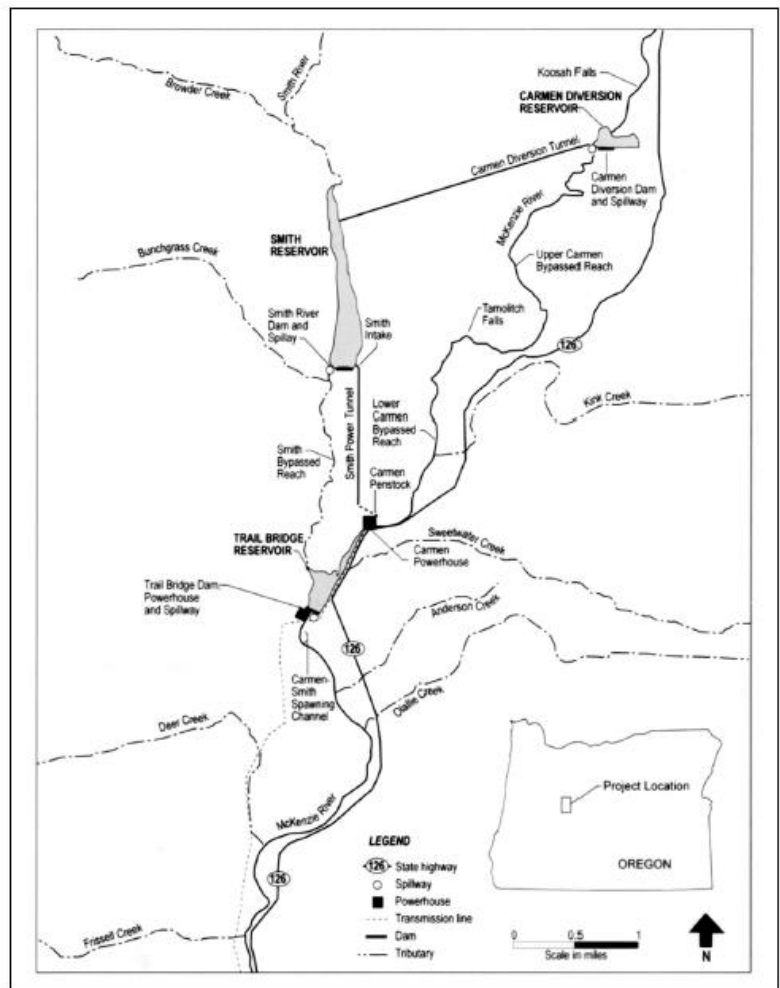 Smith River
Browder Creek
Koosah Falls
CARMEN DIVERSION
RESERVOIR
Carmen Diversion Tunnel
Carmen
Diversion Dam
and Spillway
McKenzie River
SMITH
RESERVOIR
Bunchgrass Creek
Upper Carmen
Bypassed Reach
Tamolitch
Falls
Smith River
Dam and
Spillay
Smith
Intake
126
Kink Creek
Smith Power Tunnel
Lower
Carmen
Bypassed
Reach
Smith
Bypassed
Reach
Carmen
Penstock
TRAIL BRIDGE
RESERVOIR
Carmen
Powerhouse
Sweetwater Creek
Trail Bridge Dam,
Powerhouse
and Spillway
Anderson Creek
126
Carmen-
Smith
Spawning
Channel
Olallie Creek
Deer Creek
McKenzie River
Project Location
OREGON
LEGEND
126 State highway
Spillway
Powerhouse
Transmission line
Dam
Tributary
126
Frissell Creek
0 0.5 1
Scale in miles
N